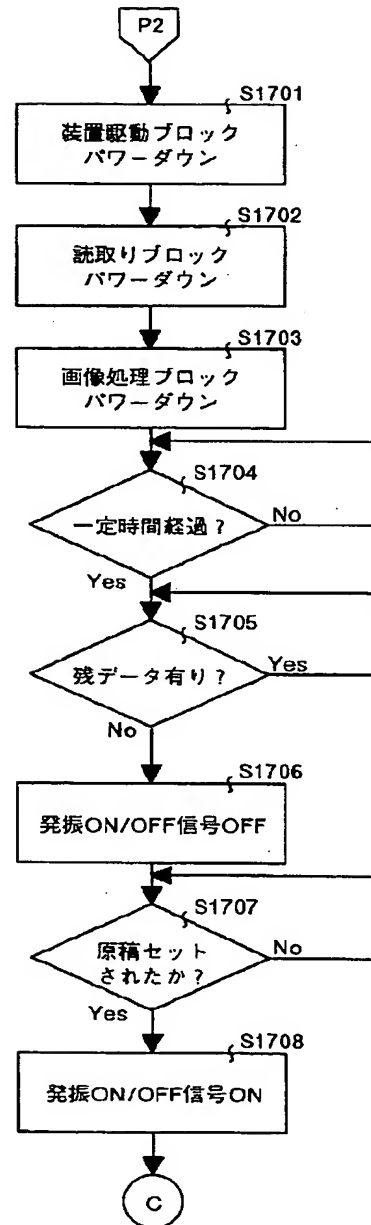 P2
S1701
装置駆動ブロック
パワーダウン
S1702
読取りブロック
パワーダウン
S1703
画像処理ブロック
パワーダウン
S1704
一定時間経過?
No
Yes
S1705
残データ有り?
Yes
No
S1706
発振ON/OFF信号OFF
S1707
原稿セット
されたか?
No
Yes
S1708
発振ON/OFF信号ON
C